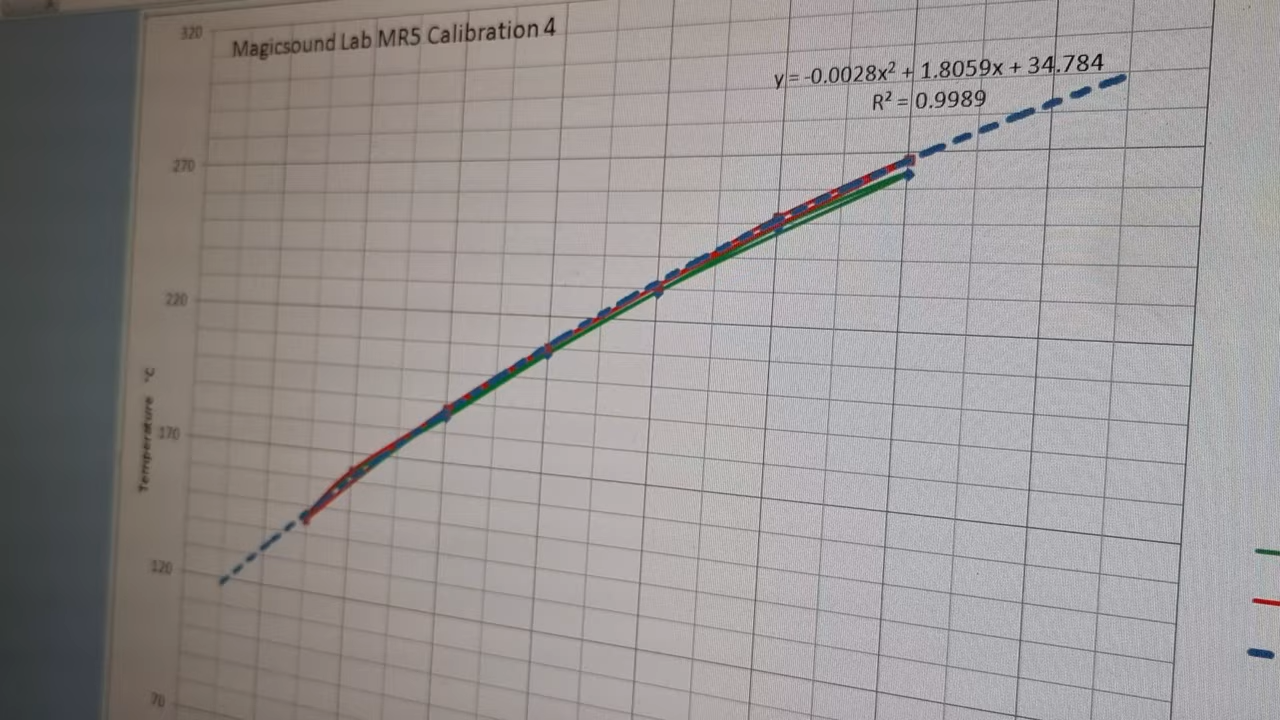 Magicsound Lab MR5 Calibration 4
y = -0.0028x² + 1.8059x + 34.784
R² = 0.9989
320
270
220
170
120
70
Temperature °C